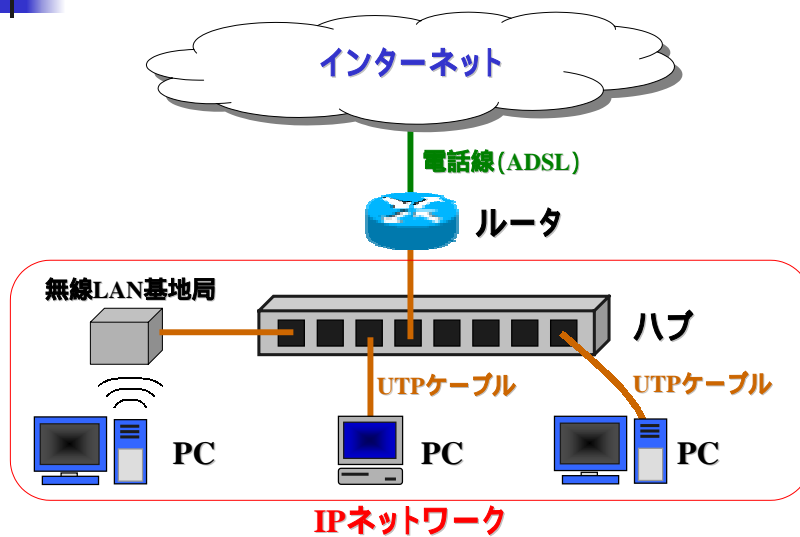 インターネット
電話線(ADSL)
ルータ
無線LAN基地局
ハブ
UTPケーブル
UTPケーブル
PC
PC
PC
IPネットワーク